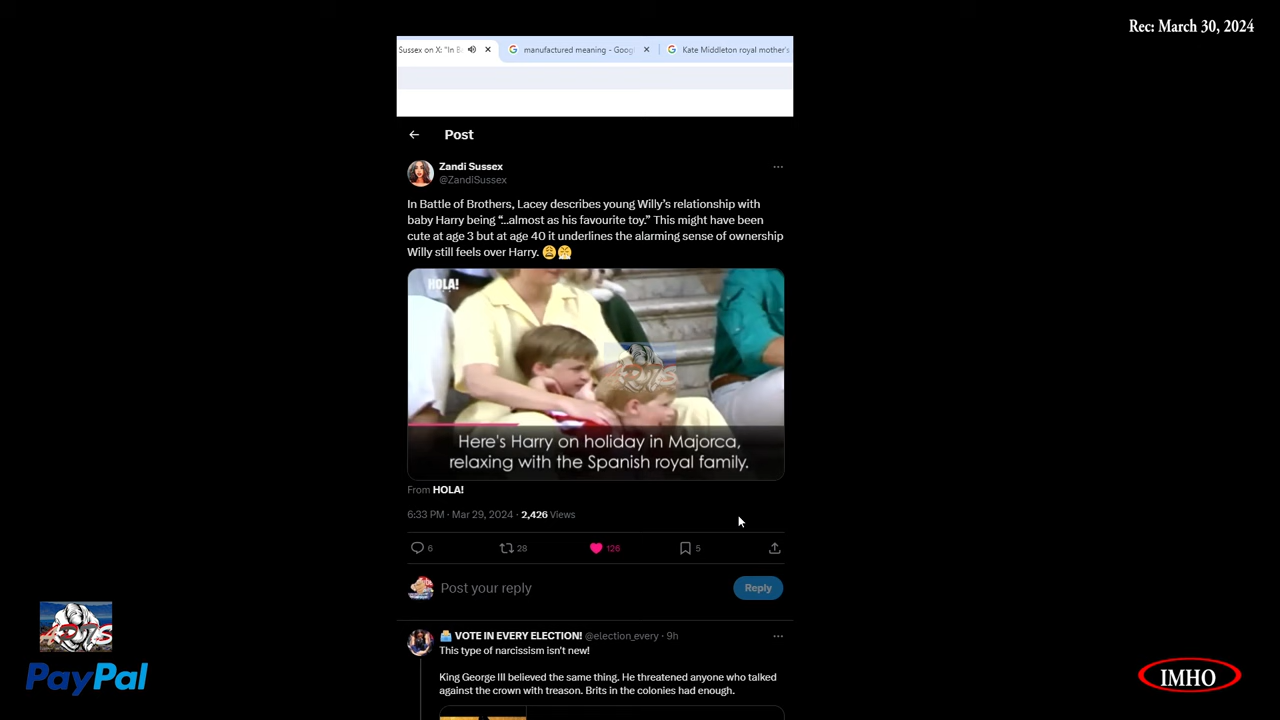 Rec: March 30, 2024
Sussex on X: "In B
manufactured meaning - Goog
Kate Middleton royal mother's
Post
Zandi Sussex
@ZandiSussex
In Battle of Brothers, Lacey describes young Willy's relationship with
baby Harry being "...almost as his favourite toy." This might have been
cute at age 3 but at age 40 it underlines the alarming sense of ownership
Willy still feels over Harry.
HOLA!
Here's Harry on holiday in Majorca,
relaxing with the Spanish royal family.
From HOLA!
6:33 PM · Mar 29, 2024 · 2,426 Views
6 28 126 5
Post your reply
Reply
VOTE IN EVERY ELECTION! @election_every · 9h
This type of narcissism isn't new!
King George III believed the same thing. He threatened anyone who talked
against the crown with treason. Brits in the colonies had enough.
PayPal
IMHO